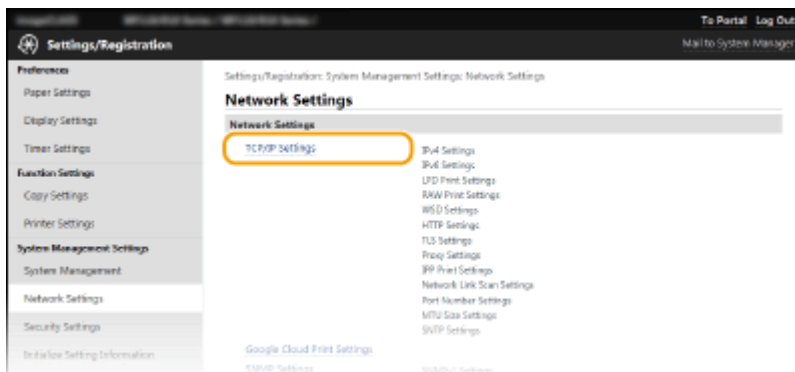 To Portal Log Out
Settings/Registration
Mail to System Manager
Preferences
Paper Settings
Display Settings
Timer Settings
Function Settings
Copy Settings
Printer Settings
System Management Settings
System Management
Network Settings
Security Settings
Initialize Setting Information
Settings/Registration: System Management Settings: Network Settings
Network Settings
Network Settings
TCP/IP Settings
IPv4 Settings
IPv6 Settings
LPD Print Settings
RAW Print Settings
WSD Settings
HTTP Settings
TLS Settings
Proxy Settings
IPP Print Settings
Network Link Scan Settings
Port Number Settings
MTU Size Settings
SNTP Settings
Google Cloud Print Settings
SNMP Settings
SNMPv1 Settings